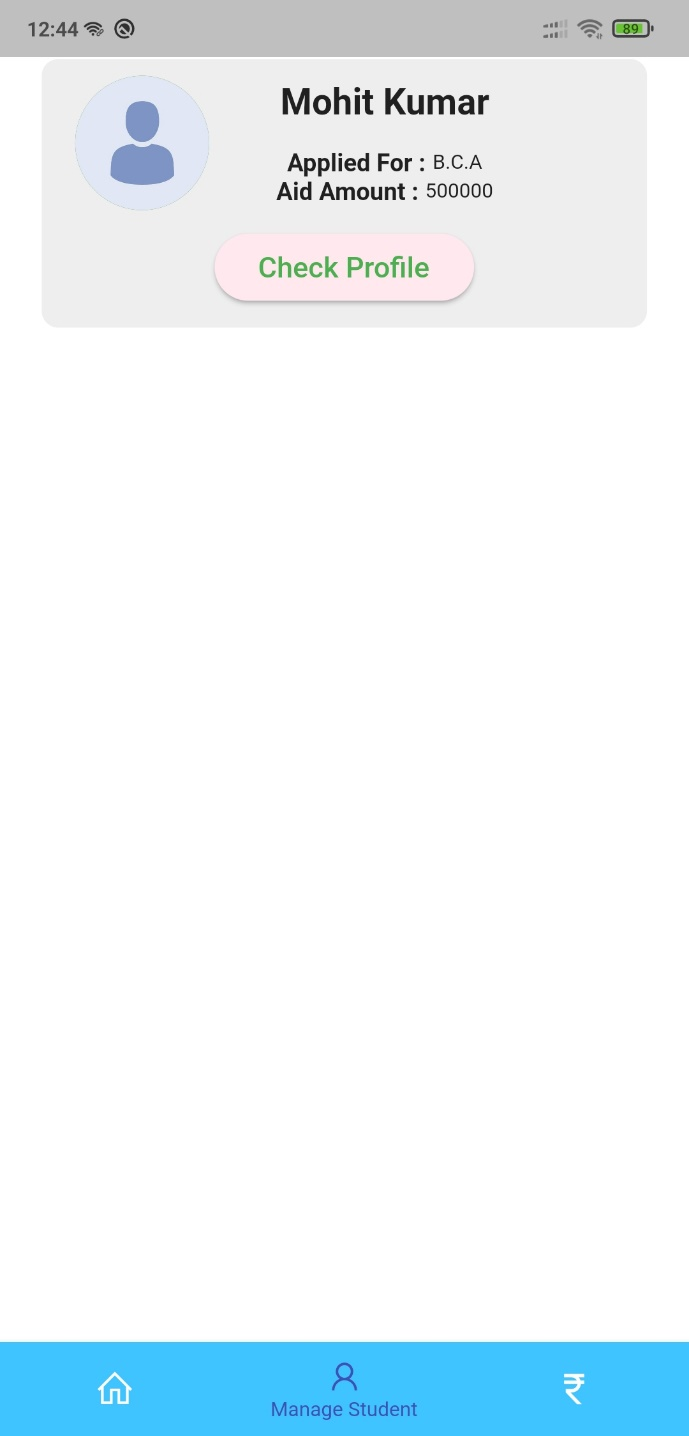 12:44
89
Mohit Kumar
Applied For : B.C.A
Aid Amount : 500000
Check Profile
Manage Student
₹